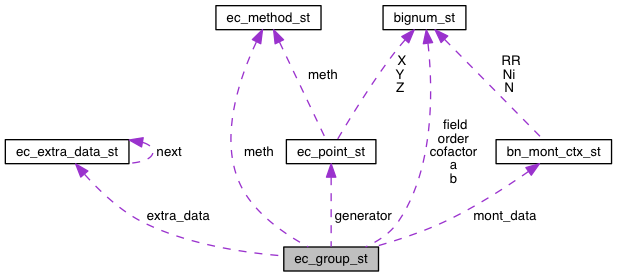 ec_method_st
bignum_st
meth
X
Y
Z
RR
Ni
N
ec_extra_data_st
next
meth
ec_point_st
field
order
cofactor
a
b
bn_mont_ctx_st
extra_data
generator
mont_data
ec_group_st